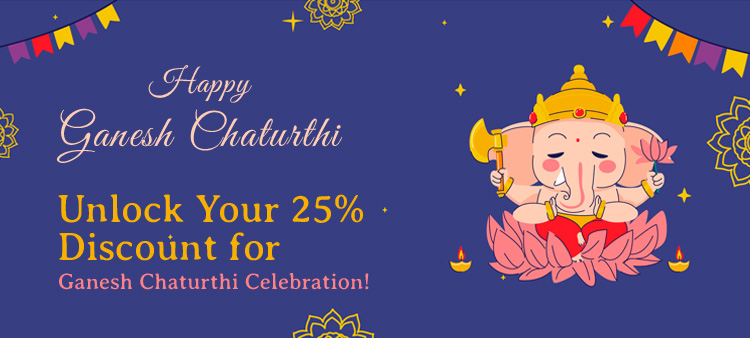 Happy
Ganesh Chaturthi
Unlock Your 25%
Discount for
Ganesh Chaturthi Celebration!